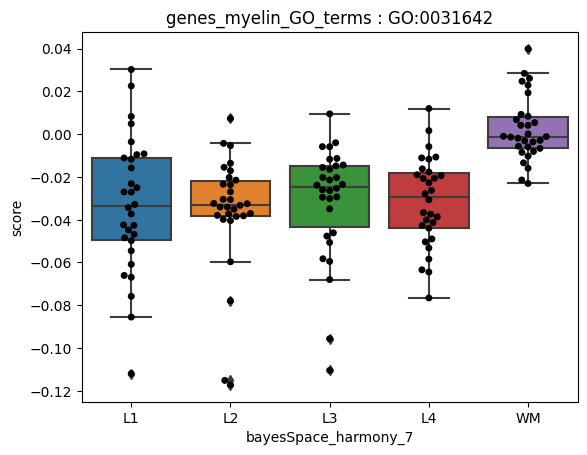 genes_myelin_GO_terms : GO:0031642
0.04
0.02
0.00
−0.02
−0.04
−0.06
−0.08
−0.10
−0.12
score
L1 L2 L3 L4 WM
bayesSpace_harmony_7